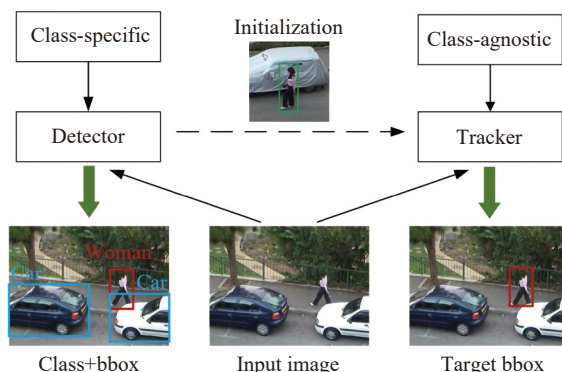 Class-specific
Initialization
Class-agnostic
Detector
Tracker
Woman
Car
Car
Class+bbox
Input image
Target bbox